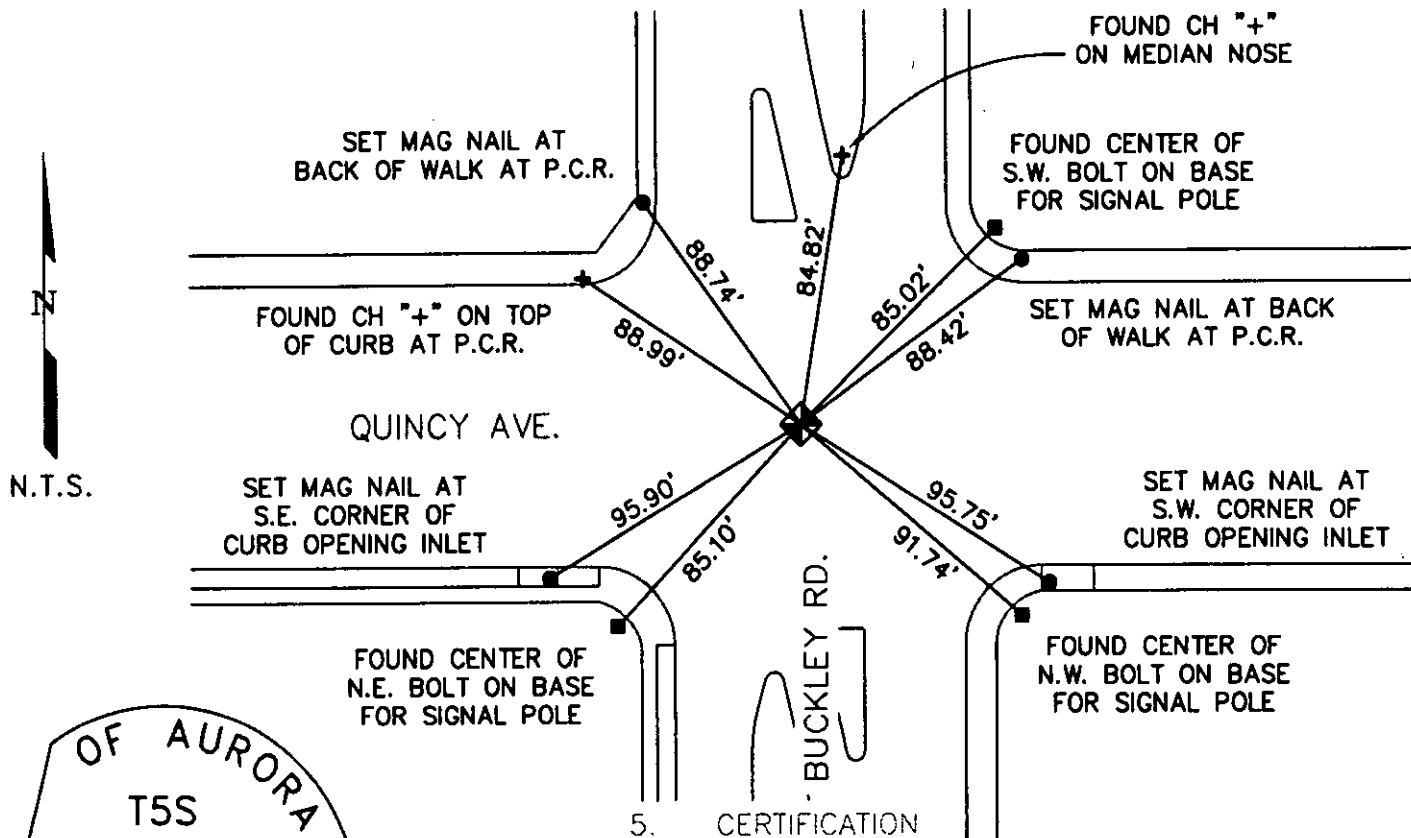 FOUND CH "+"
ON MEDIAN NOSE
SET MAG NAIL AT
BACK OF WALK AT P.C.R.
FOUND CENTER OF
S.W. BOLT ON BASE
FOR SIGNAL POLE
88.74'
84.82'
85.02'
88.42'
N
FOUND CH "+" ON TOP
OF CURB AT P.C.R.
88.99'
SET MAG NAIL AT BACK
OF WALK AT P.C.R.
QUINCY AVE.
N.T.S.
SET MAG NAIL AT
S.E. CORNER OF
CURB OPENING INLET
95.90'
85.10'
95.75'
91.74'
SET MAG NAIL AT
S.W. CORNER OF
CURB OPENING INLET
BUCKLEY RD.
FOUND CENTER OF
N.E. BOLT ON BASE
FOR SIGNAL POLE
FOUND CENTER OF
N.W. BOLT ON BASE
FOR SIGNAL POLE
OF AURORA
T5S
5. CERTIFICATION